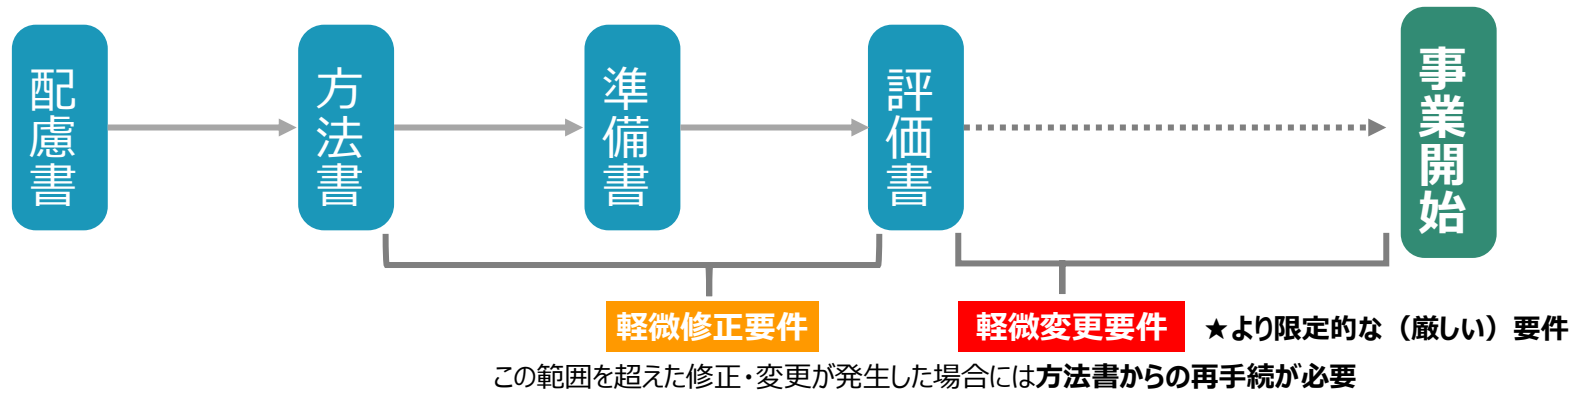 配慮書
方法書
準備書
評価書
事業開始
軽微修正要件
軽微変更要件
★より限定的な（厳しい）要件
この範囲を超えた修正・変更が発生した場合には方法書からの再手続が必要